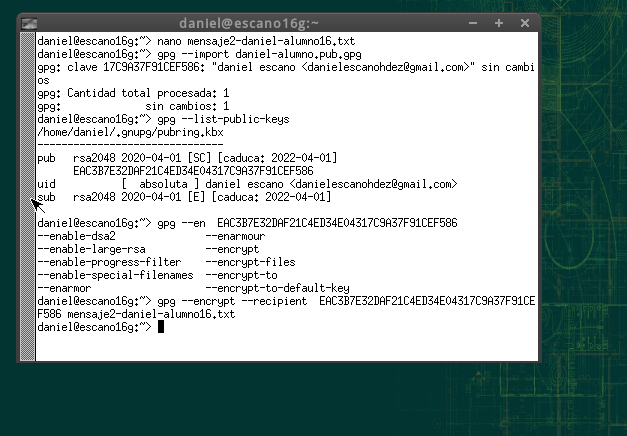 daniel@escano16g:~
daniel@escano16g:~> nano mensaje2-daniel-alumno16.txt
daniel@escano16g:~> gpg --import daniel-alumno.pub.gpg
gpg: clave 17C9A37F91CEF586: "daniel escano <danielescanohdez@gmail.com>" sin cambi
os
gpg: Cantidad total procesada: 1
gpg:              sin cambios: 1
daniel@escano16g:~> gpg --list-public-keys
/home/daniel/.gnupg/pubring.kbx
-------------------------------
pub   rsa2048 2020-04-01 [SC] [caduca: 2022-04-01]
      EAC3B7E32DAF21C4ED34E04317C9A37F91CEF586
uid        [  absoluta ] daniel escano <danielescanohdez@gmail.com>
sub   rsa2048 2020-04-01 [E] [caduca: 2022-04-01]
daniel@escano16g:~> gpg --en  EAC3B7E32DAF21C4ED34E04317C9A37F91CEF586
--enable-dsa2              --enarmour
--enable-large-rsa         --encrypt
--enable-progress-filter   --encrypt-files
--enable-special-filenames --encrypt-to
--enarmor                  --encrypt-to-default-key
daniel@escano16g:~> gpg --encrypt --recipient  EAC3B7E32DAF21C4ED34E04317C9A37F91CE
F586 mensaje2-daniel-alumno16.txt
daniel@escano16g:~>